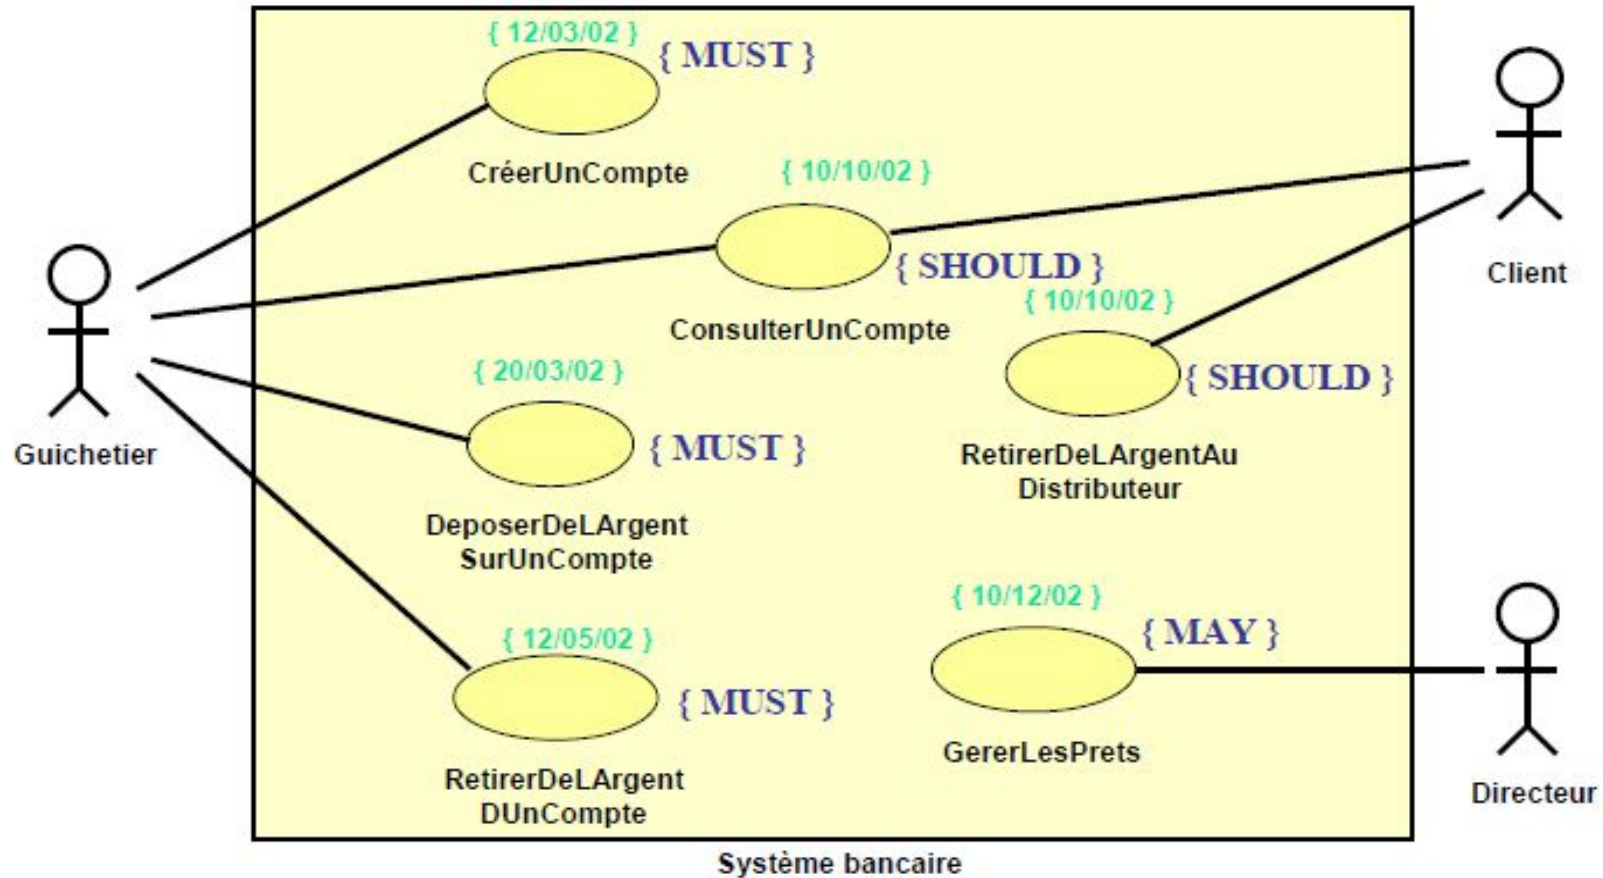 { 12/03/02 }
{ MUST }
CréerUnCompte
{ 10/10/02 }
{ SHOULD }
ConsulterUnCompte
Client
{ 10/10/02 }
{ SHOULD }
RetirerDeLArgentAu
Distributeur
Guichetier
{ 20/03/02 }
{ MUST }
DeposerDeLArgent
SurUnCompte
{ 12/05/02 }
{ MUST }
RetirerDeLArgent
DUnCompte
{ 10/12/02 }
{ MAY }
GererLesPrets
Directeur
Système bancaire